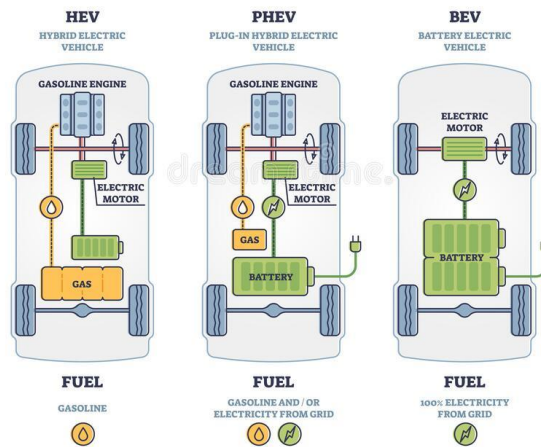 HEV
HYBRID ELECTRIC
VEHICLE
GASOLINE ENGINE
ELECTRIC
MOTOR
GAS
FUEL
GASOLINE
PHEV
PLUG-IN HYBRID ELECTRIC
VEHICLE
GASOLINE ENGINE
ELECTRIC
MOTOR
GAS
BATTERY
FUEL
GASOLINE AND / OR
ELECTRICITY FROM GRID
BEV
BATTERY ELECTRIC
VEHICLE
ELECTRIC
MOTOR
BATTERY
FUEL
100% ELECTRICITY
FROM GRID